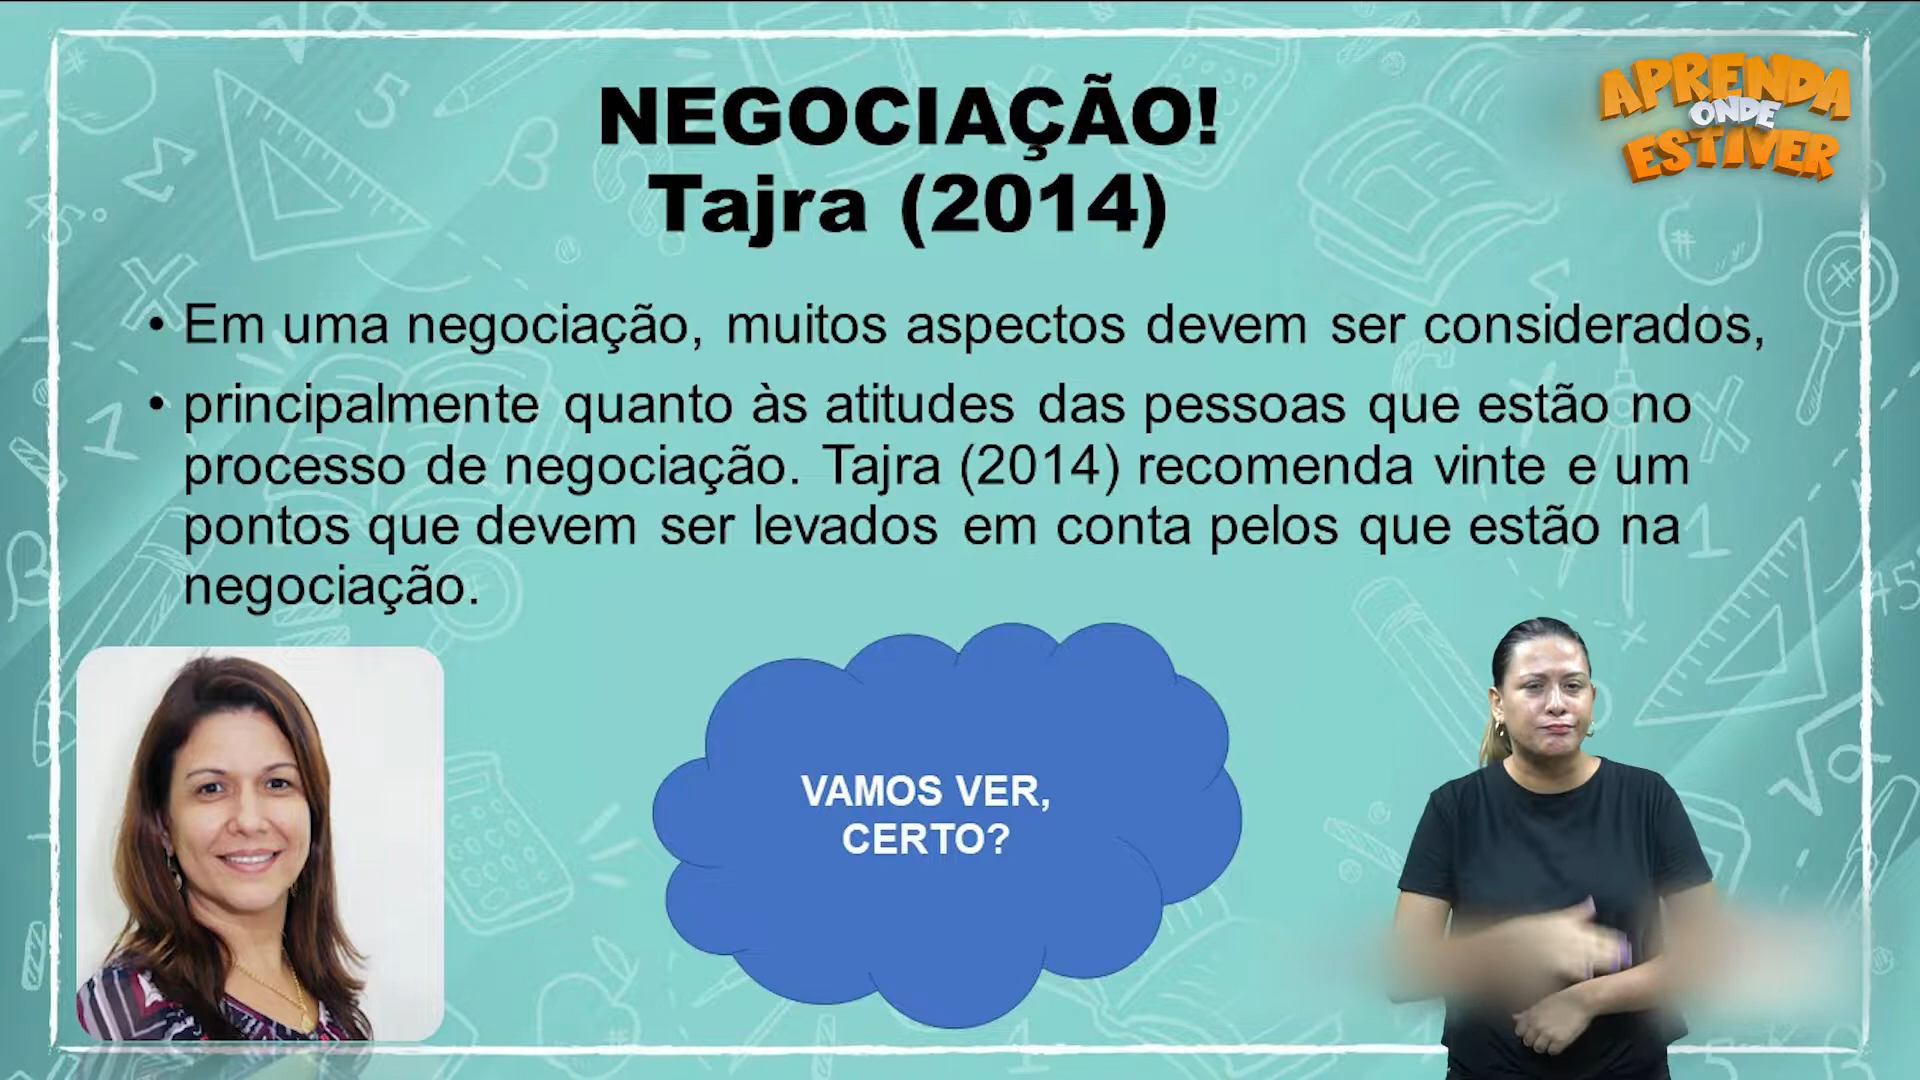 NEGOCIAÇÃO!
Tajra (2014)
APRENDA
ONDE
ESTIVER
• Em uma negociação, muitos aspectos devem ser considerados,
• principalmente quanto às atitudes das pessoas que estão no
processo de negociação. Tajra (2014) recomenda vinte e um
pontos que devem ser levados em conta pelos que estão na
negociação.
VAMOS VER,
CERTO?